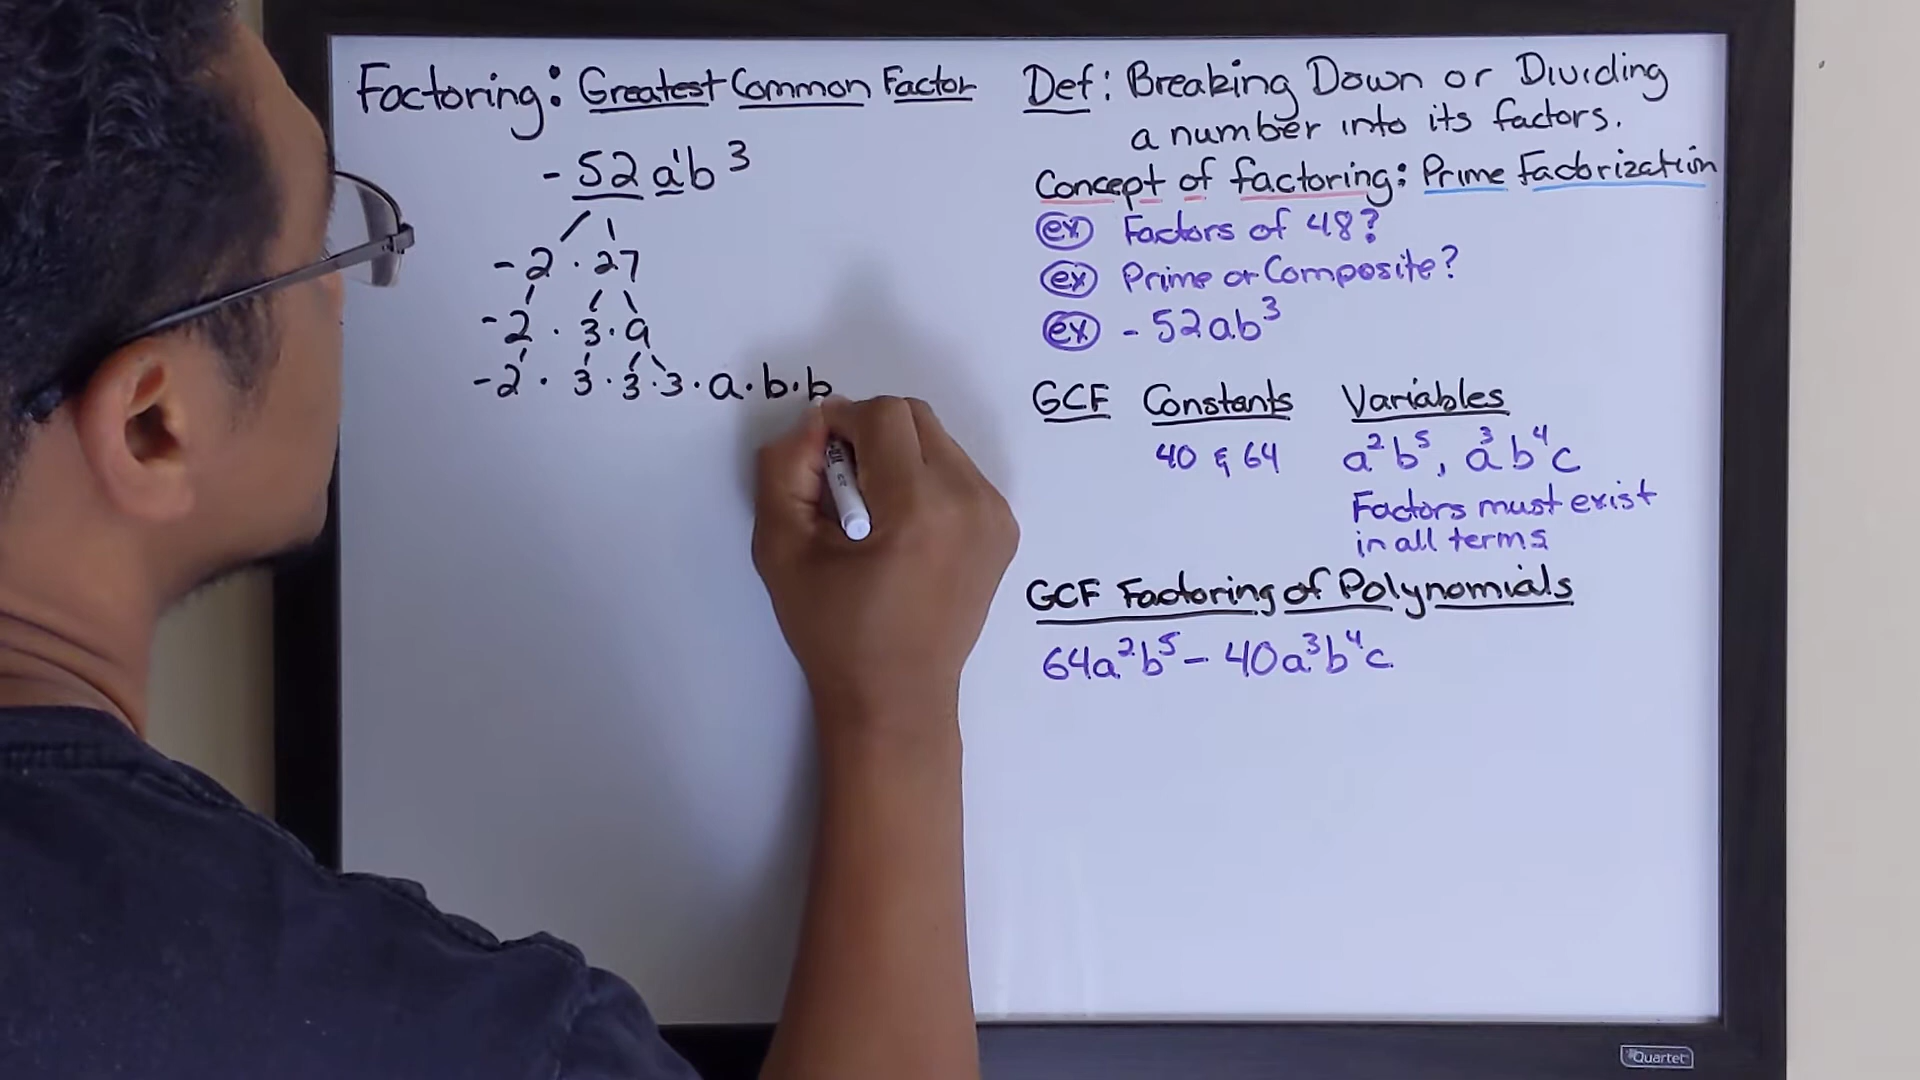 Factoring: Greatest Common Factor
- 52a¹b³
- 2 · 27
- 2 · 3 · 9
- 2 · 3 · 3 · 3 · a · b · b
Def: Breaking Down or Dividing
a number into its factors.
Concept of factoring: Prime Factorization
ex Factors of 48?
ex Prime or Composite?
ex - 52ab³
GCF Constants Variables
40 & 64 a²b⁵, a³b⁴c
Factors must exist
in all terms
GCF Factoring of Polynomials
64a²b⁵ - 40a³b⁴c
Quartet